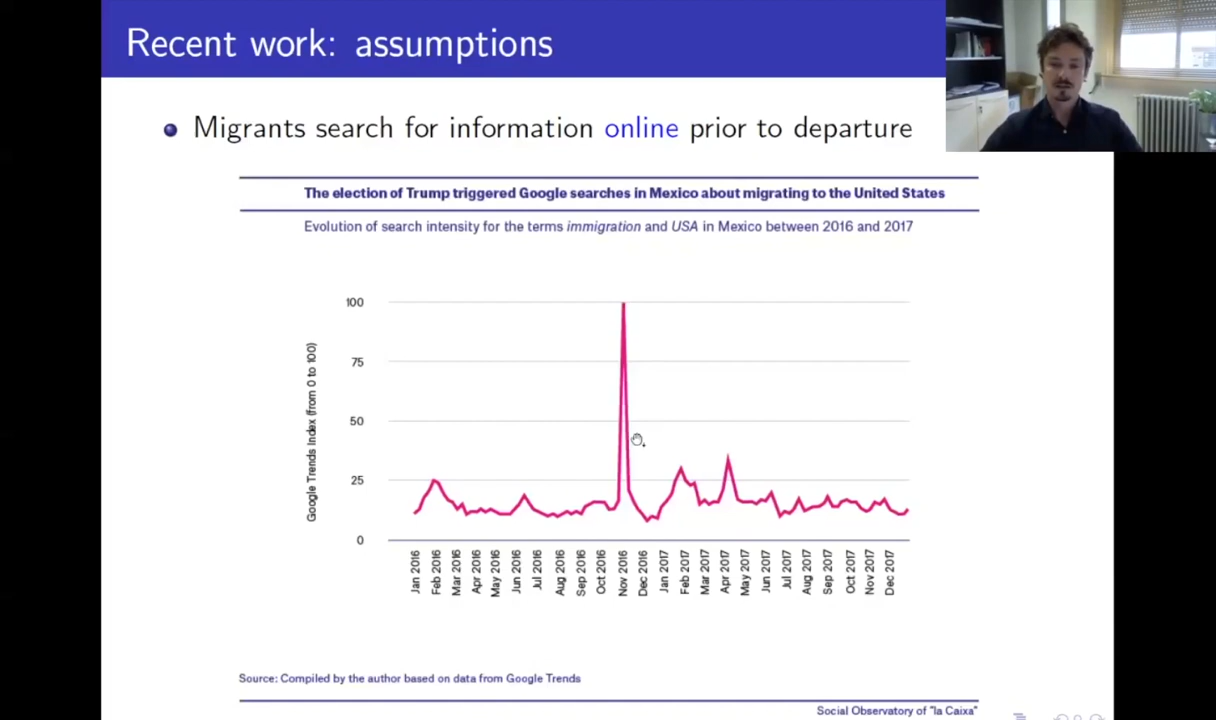 Recent work: assumptions
Migrants search for information online prior to departure
The election of Trump triggered Google searches in Mexico about migrating to the United States
Evolution of search intensity for the terms immigration and USA in Mexico between 2016 and 2017
Google Trends Index (from 0 to 100)
100
75
50
25
0
Jan 2016
Feb 2016
Mar 2016
Apr 2016
May 2016
Jun 2016
Jul 2016
Aug 2016
Sep 2016
Oct 2016
Nov 2016
Dec 2016
Jan 2017
Feb 2017
Mar 2017
Apr 2017
May 2017
Jun 2017
Jul 2017
Aug 2017
Sep 2017
Oct 2017
Nov 2017
Dec 2017
Source: Compiled by the author based on data from Google Trends
Social Observatory of "la Caixa"